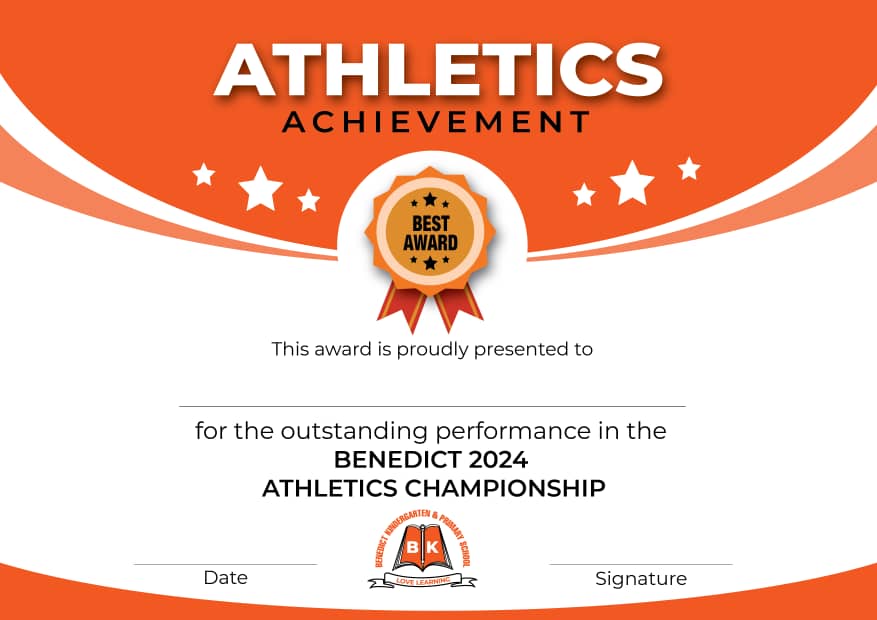 ATHLETICS
ACHIEVEMENT
BEST
AWARD
This award is proudly presented to
for the outstanding performance in the
BENEDICT 2024
ATHLETICS CHAMPIONSHIP
BENEDICT KINDERGARTEN & PRIMARY SCHOOL
B K
LOVE LEARNING
Date
Signature